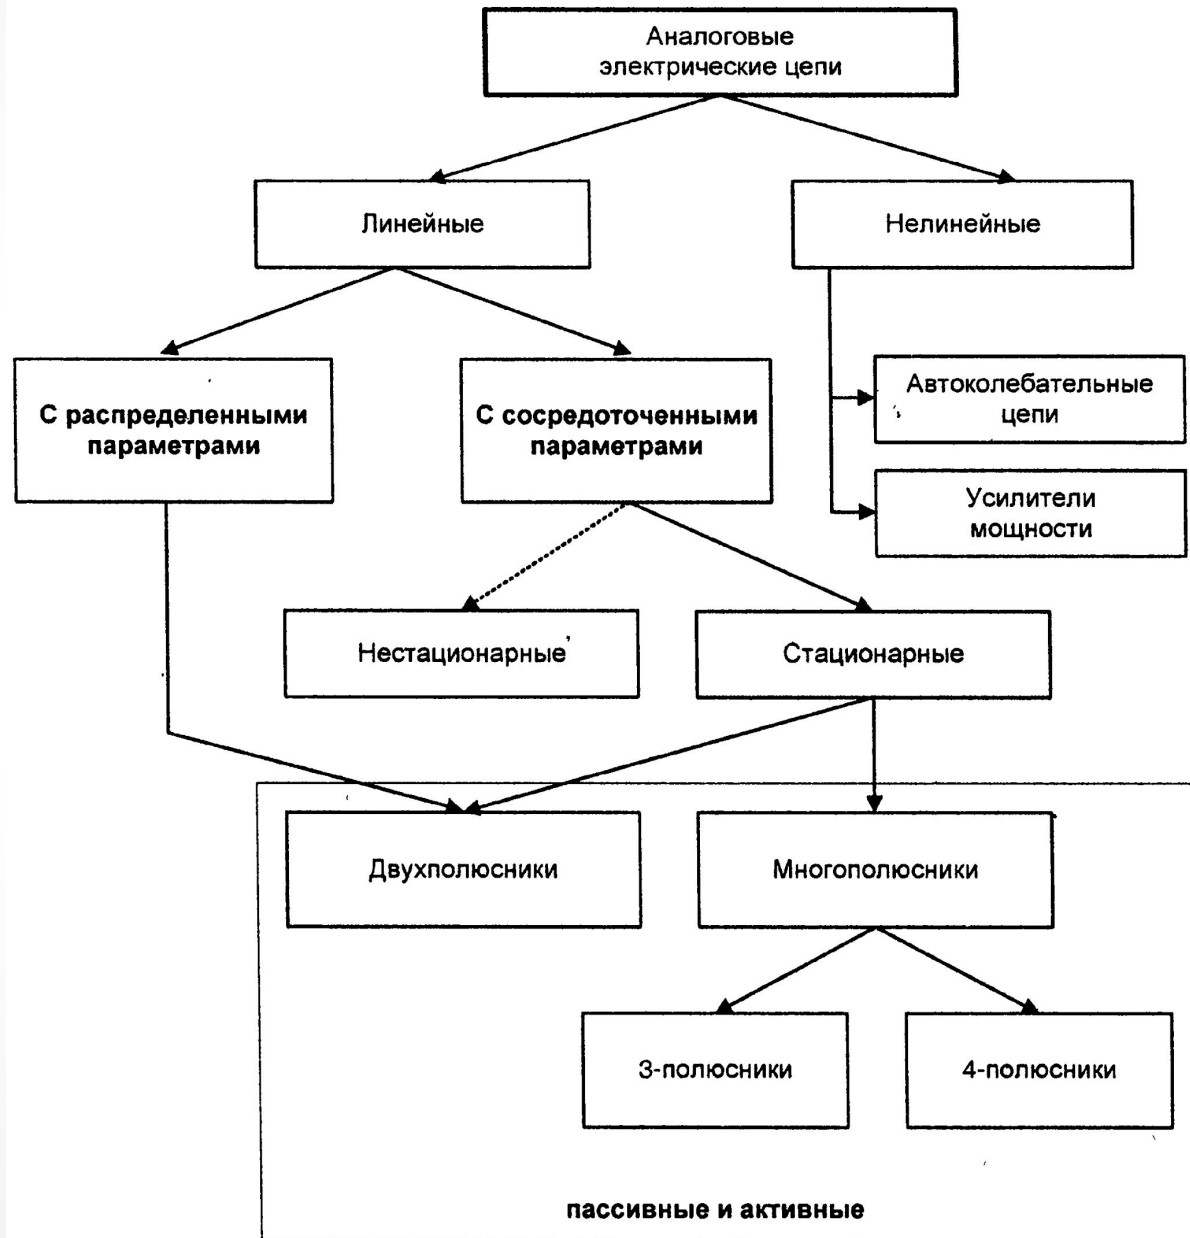 Аналоговые
электрические цепи
Линейные
Нелинейные
С распределенными
параметрами
С сосредоточенными
параметрами
Автоколебательные
цепи
Усилители
мощности
Нестационарные
Стационарные
Двухполюсники
Многополюсники
3-полюсники
4-полюсники
пассивные и активные